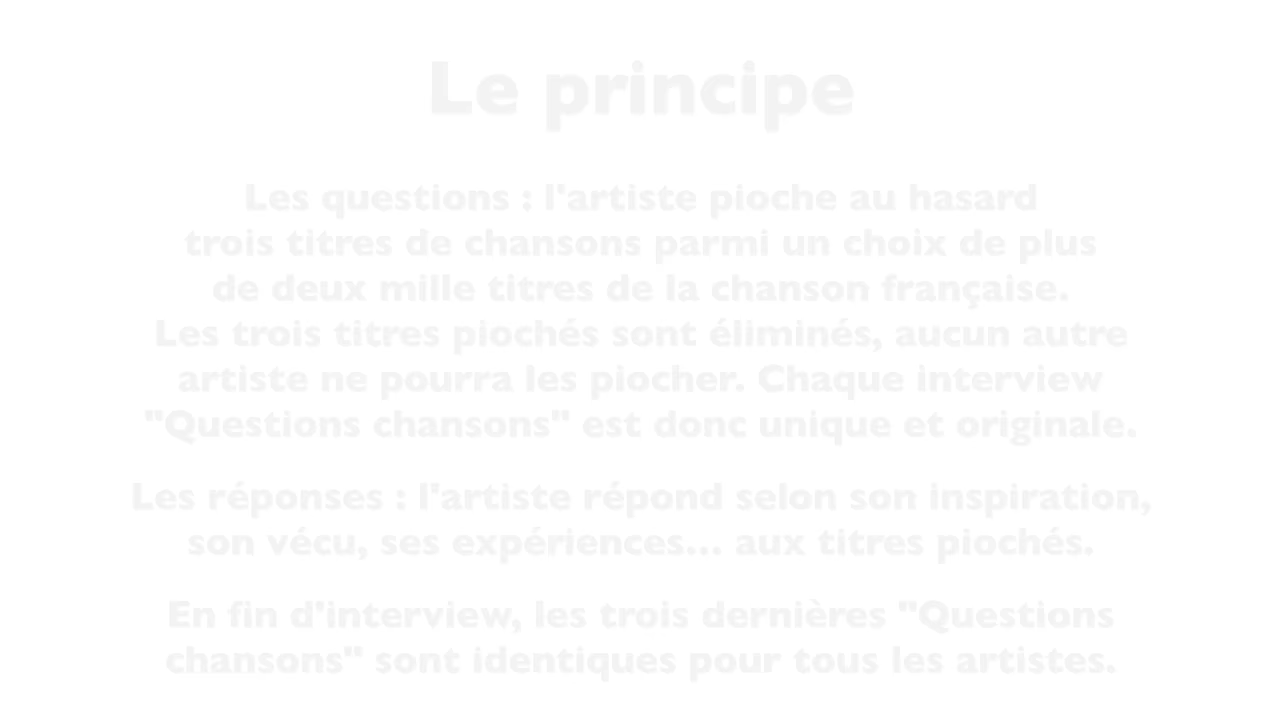 Le principe
Les questions : l'artiste pioche au hasard
trois titres de chansons parmi un choix de plus
de deux mille titres de la chanson française.
Les trois titres piochés sont éliminés, aucun autre
artiste ne pourra les piocher. Chaque interview
"Questions chansons" est donc unique et originale.
Les réponses : l'artiste répond selon son inspiration,
son vécu, ses expériences... aux titres piochés.
En fin d'interview, les trois dernières "Questions
chansons" sont identiques pour tous les artistes.